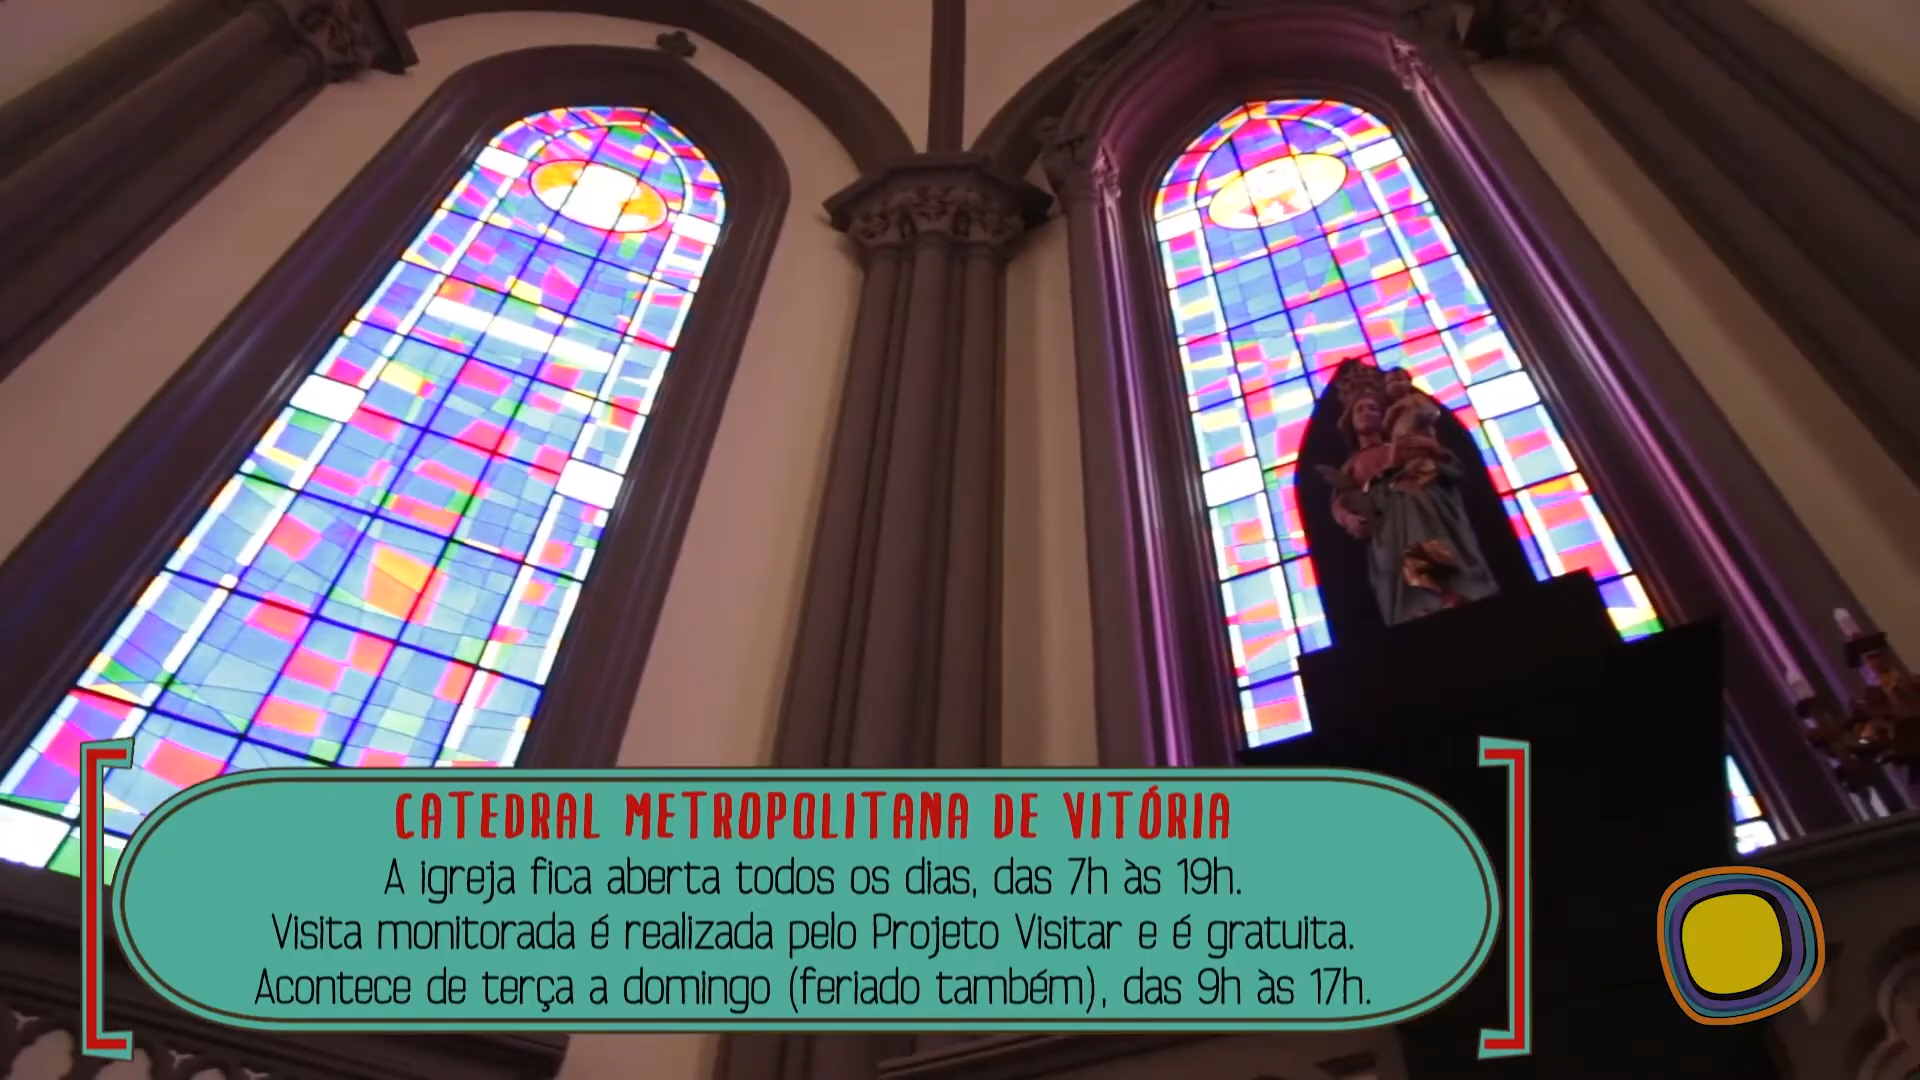 CATEDRAL METROPOLITANA DE VITÓRIA
A igreja fica aberta todos os dias, das 7h às 19h.
Visita monitorada é realizada pelo Projeto Visitar e é gratuita.
Acontece de terça a domingo (feriado também), das 9h às 17h.